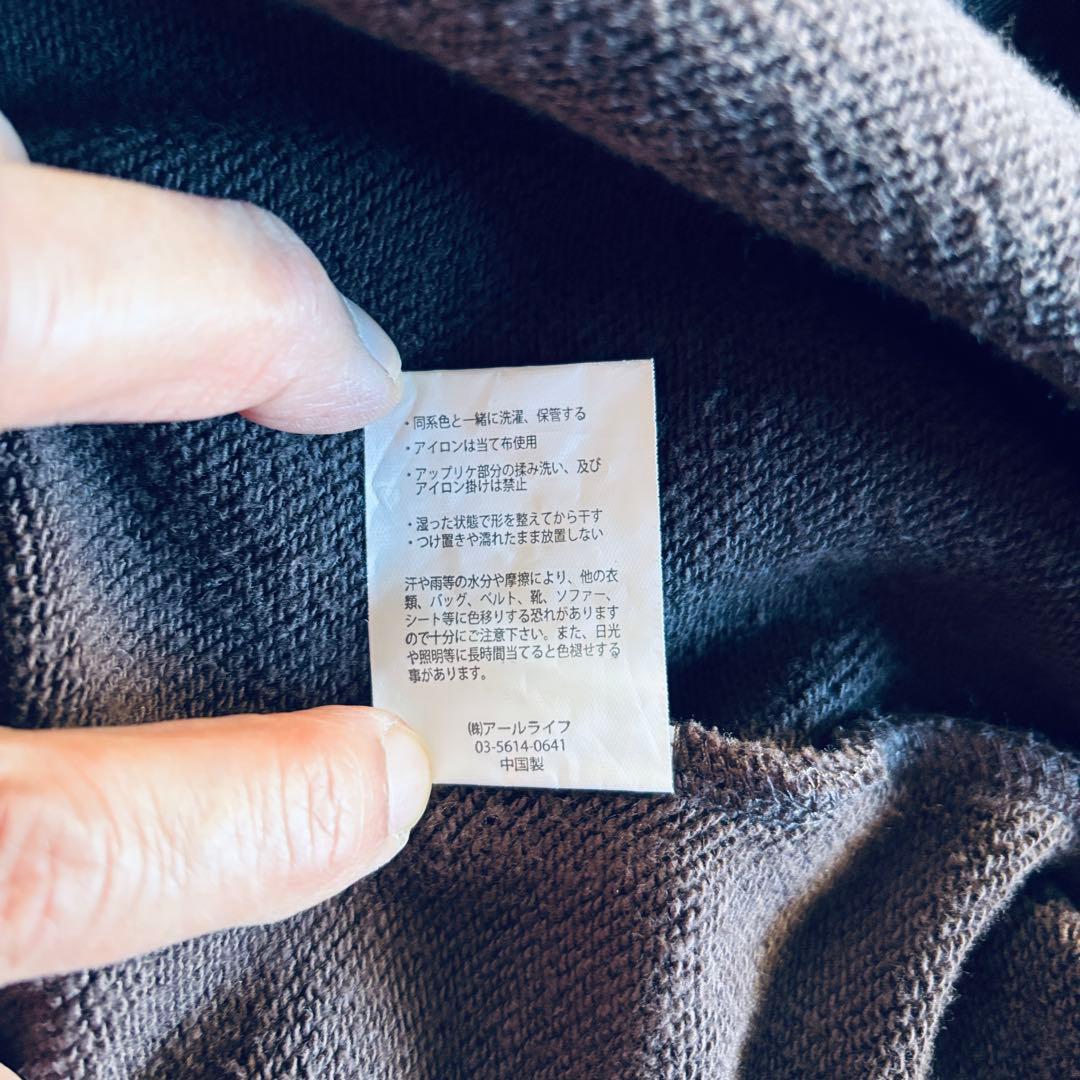 ・同系色と一緒に洗濯、保管する
・アイロンは当て布使用
・アップリケ部分の揉み洗い、及び
アイロン掛けは禁止
・湿った状態で形を整えてから干す
・つけ置きや濡れたまま放置しない
汗や雨等の水分や摩擦により、他の衣
類、バッグ、ベルト、靴、ソファー、
シート等に色移りする恐れがあります
ので十分にご注意下さい。また、日光
や照明等に長時間当てると色褪せする
事があります。
㈱アールライフ
03-5614-0641
中国製